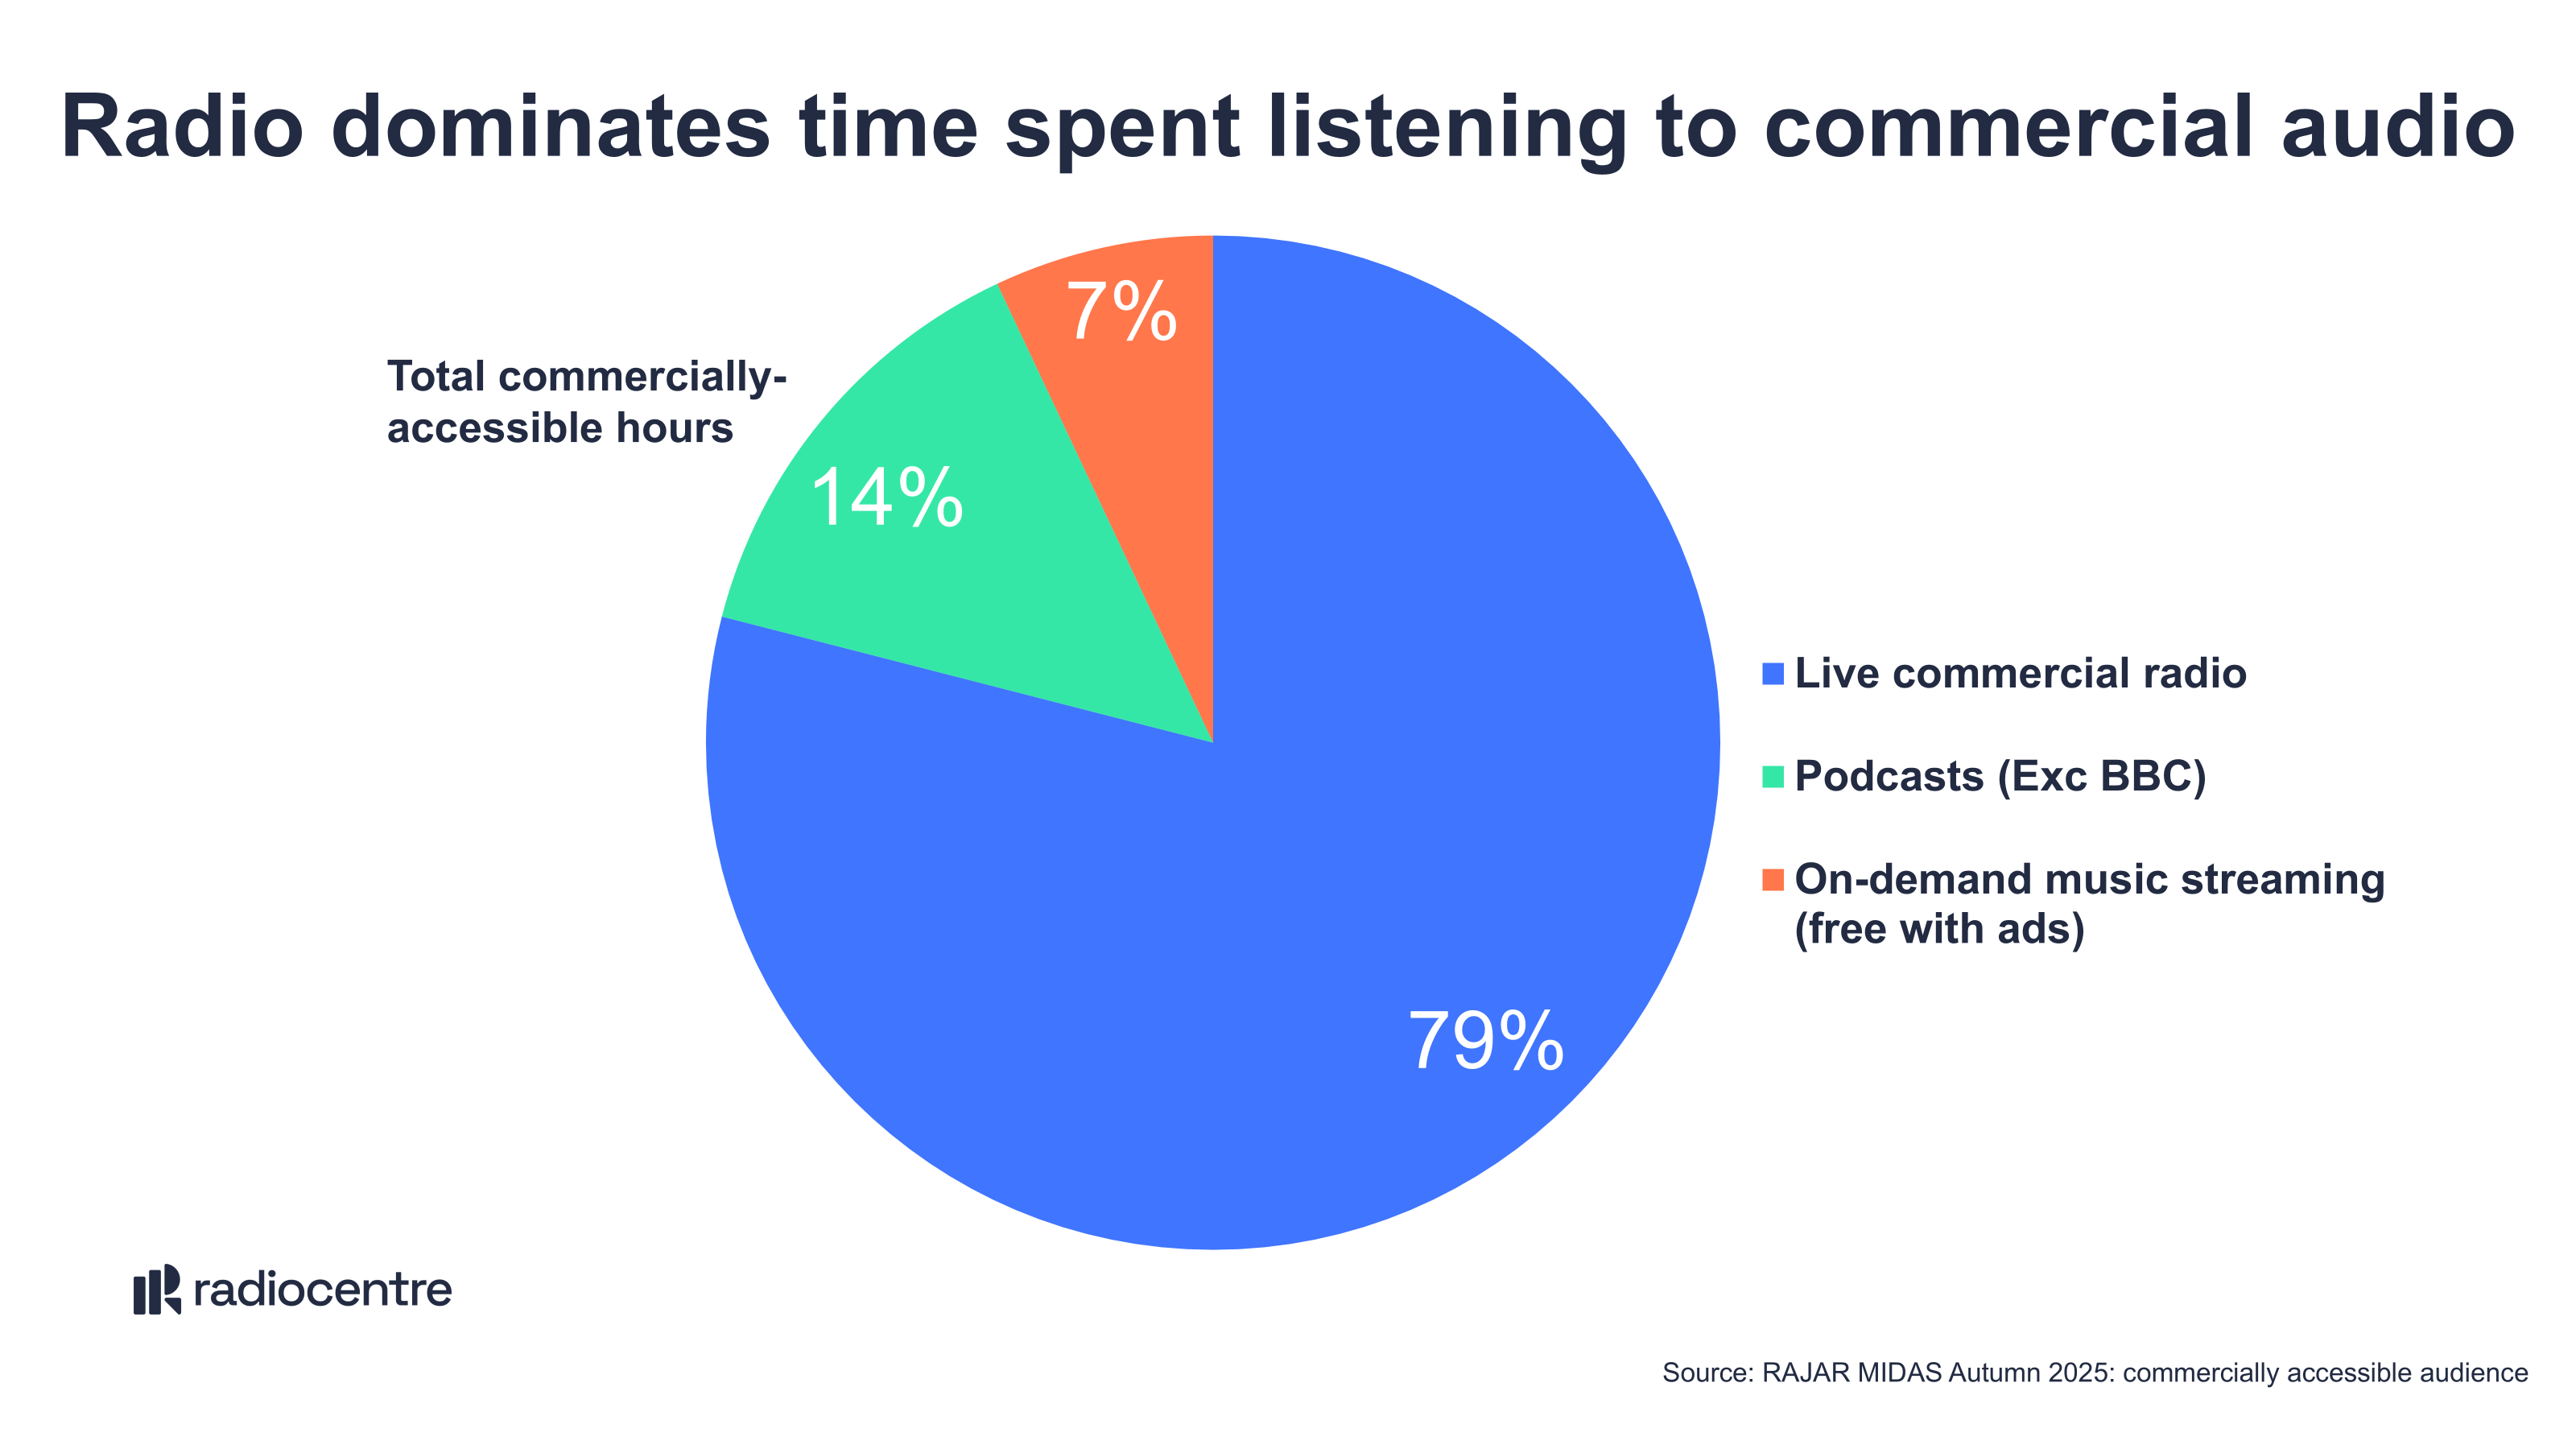 Radio dominates time spent listening to commercial audio
Total commercially-
accessible hours
7%
14%
79%
Live commercial radio
Podcasts (Exc BBC)
On-demand music streaming
(free with ads)
radiocentre
Source: RAJAR MIDAS Autumn 2025: commercially accessible audience